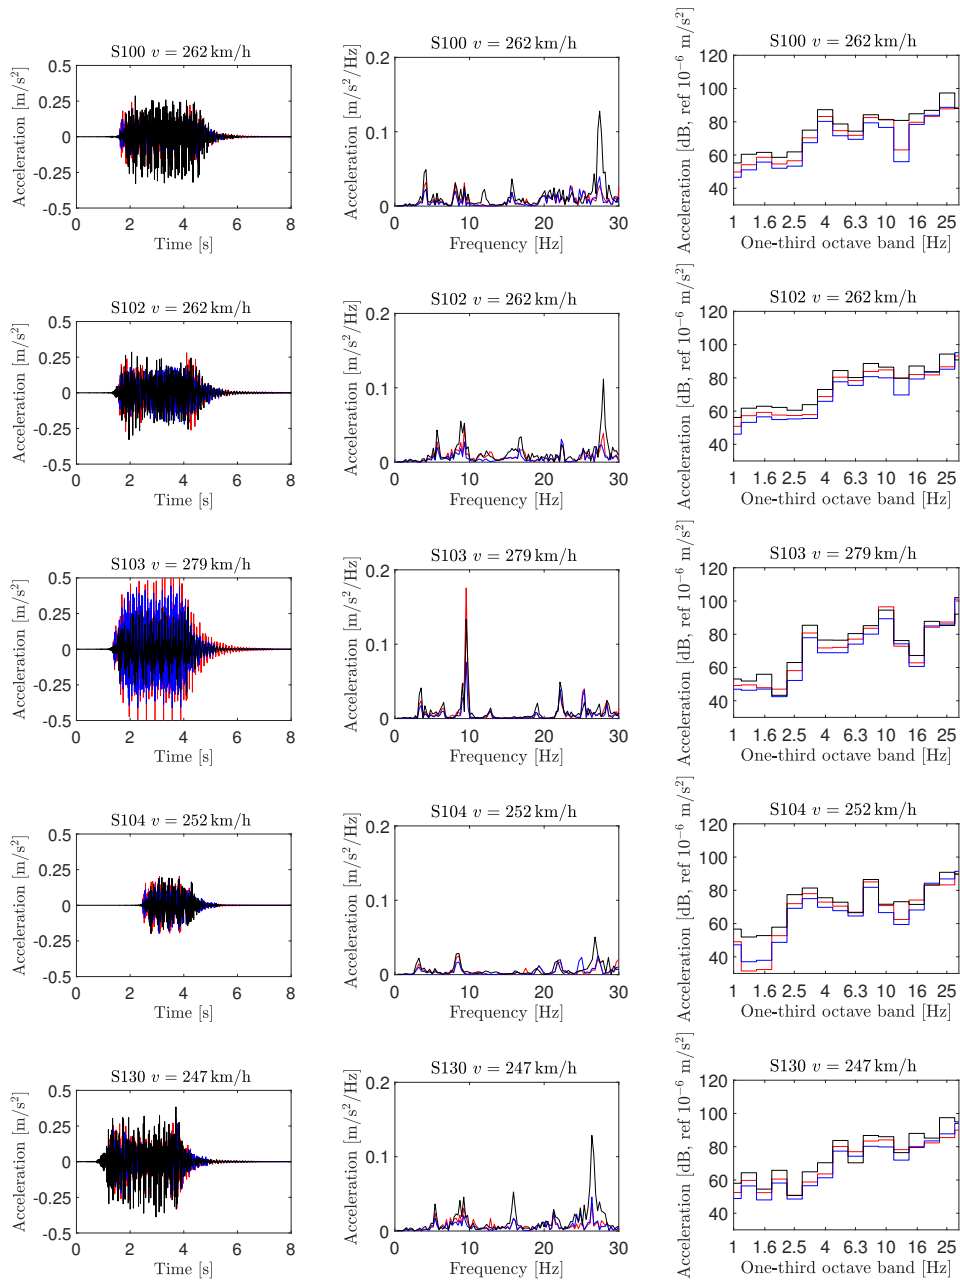 S100 v = 262 km/h
Acceleration [m/s²]
0.5
0.25
0
-0.25
-0.5
0 2 4 6 8
Time [s]
S100 v = 262 km/h
Acceleration [m/s²/Hz]
0.2
0.1
0
0 10 20 30
Frequency [Hz]
S100 v = 262 km/h
Acceleration [dB, ref 10⁻⁶ m/s²]
120
100
80
60
40
1 1.6 2.5 4 6.3 10 16 25
One-third octave band [Hz]
S102 v = 262 km/h
Acceleration [m/s²]
0.5
0.25
0
-0.25
-0.5
0 2 4 6 8
Time [s]
S102 v = 262 km/h
Acceleration [m/s²/Hz]
0.2
0.1
0
0 10 20 30
Frequency [Hz]
S102 v = 262 km/h
Acceleration [dB, ref 10⁻⁶ m/s²]
120
100
80
60
40
1 1.6 2.5 4 6.3 10 16 25
One-third octave band [Hz]
S103 v = 279 km/h
Acceleration [m/s²]
0.5
0.25
0
-0.25
-0.5
0 2 4 6 8
Time [s]
S103 v = 279 km/h
Acceleration [m/s²/Hz]
0.2
0.1
0
0 10 20 30
Frequency [Hz]
S103 v = 279 km/h
Acceleration [dB, ref 10⁻⁶ m/s²]
120
100
80
60
40
1 1.6 2.5 4 6.3 10 16 25
One-third octave band [Hz]
S104 v = 252 km/h
Acceleration [m/s²]
0.5
0.25
0
-0.25
-0.5
0 2 4 6 8
Time [s]
S104 v = 252 km/h
Acceleration [m/s²/Hz]
0.2
0.1
0
0 10 20 30
Frequency [Hz]
S104 v = 252 km/h
Acceleration [dB, ref 10⁻⁶ m/s²]
120
100
80
60
40
1 1.6 2.5 4 6.3 10 16 25
One-third octave band [Hz]
S130 v = 247 km/h
Acceleration [m/s²]
0.5
0.25
0
-0.25
-0.5
0 2 4 6 8
Time [s]
S130 v = 247 km/h
Acceleration [m/s²/Hz]
0.2
0.1
0
0 10 20 30
Frequency [Hz]
S130 v = 247 km/h
Acceleration [dB, ref 10⁻⁶ m/s²]
120
100
80
60
40
1 1.6 2.5 4 6.3 10 16 25
One-third octave band [Hz]